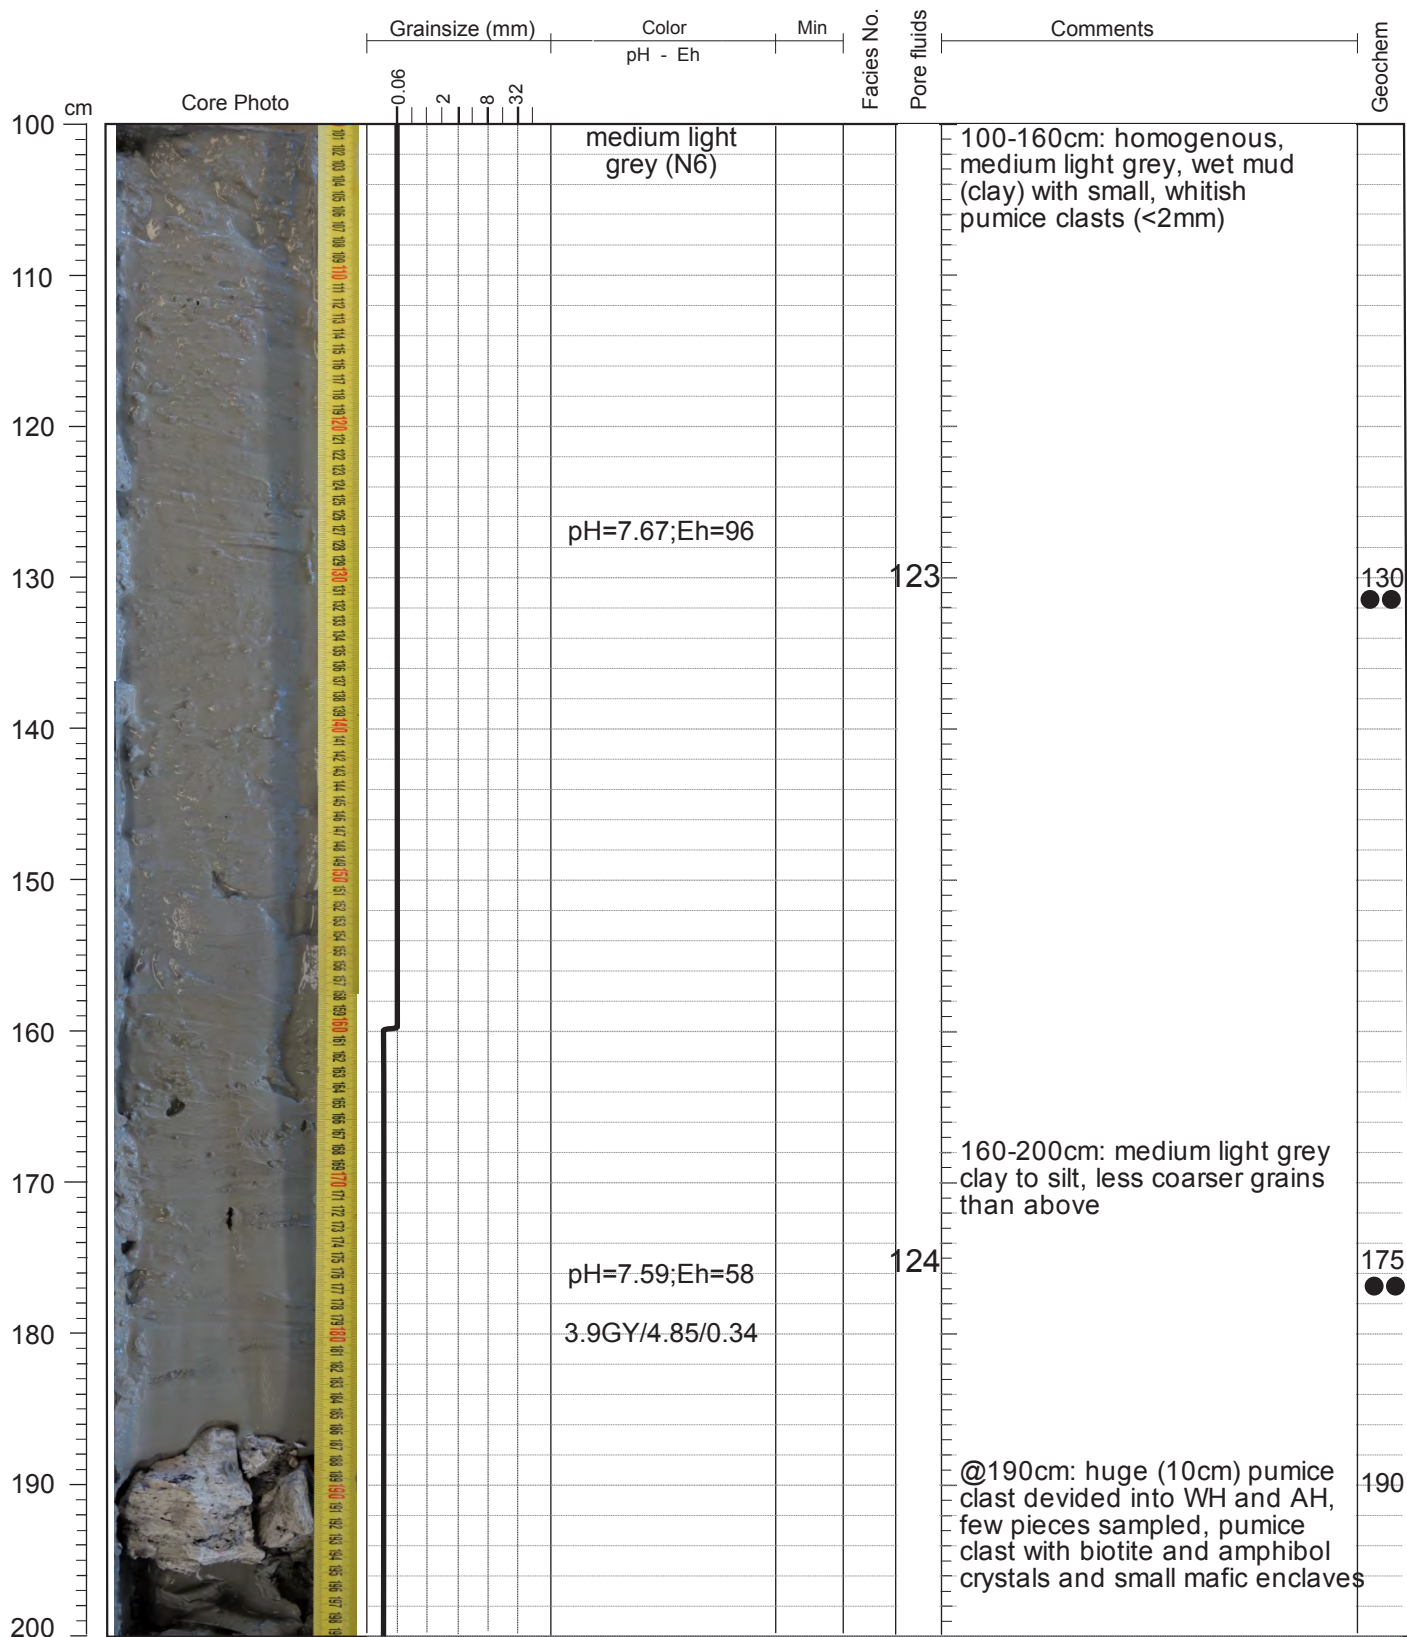 Grainsize (mm) Color Min Comments
pH - Eh
Facies No.
Pore fluids
Geochem
cm Core Photo 0.06 2 8 32
100 medium light 100-160cm: homogenous,
grey (N6) medium light grey, wet mud
(clay) with small, whitish
pumice clasts (<2mm)
110
120
pH=7.67;Eh=96
130 123 130
140
150
160
160-200cm: medium light grey
170 clay to silt, less coarser grains
than above
124 175
pH=7.59;Eh=58
180 3.9GY/4.85/0.34
@190cm: huge (10cm) pumice
190 clast devided into WH and AH, 190
few pieces sampled, pumice
clast with biotite and amphibol
crystals and small mafic enclaves
200